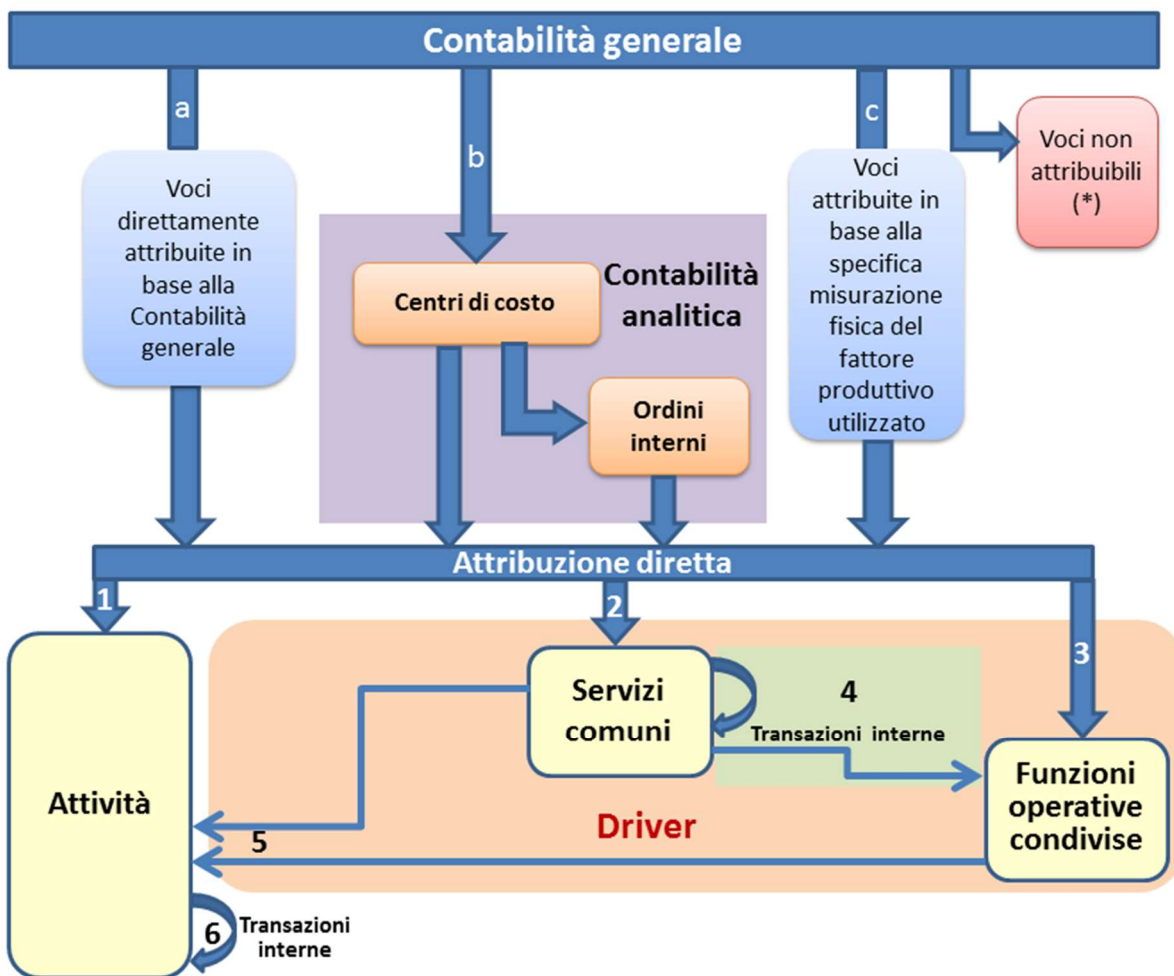 Contabilità generale
a
b
c
Voci
direttamente
attribuite in
base alla
Contabilità
generale
Centri di costo
Contabilità
analitica
Ordini
interni
Voci
attribuite in
base alla
specifica
misurazione
fisica del
fattore
produttivo
utilizzato
Voci non
attribuibili
(*)
Attribuzione diretta
1
2
3
Attività
Servizi
comuni
4
Transazioni interne
Funzioni
operative
condivise
Driver
5
6
Transazioni
interne